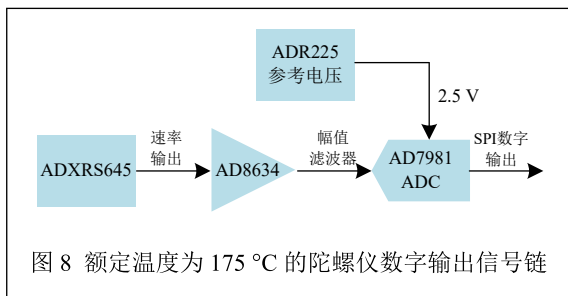 ADR225
参考电压
2.5 V
速率
输出
幅值
滤波器
SPI数字
输出
ADXRS645
AD8634
AD7981
ADC
图 8 额定温度为 175 °C 的陀螺仪数字输出信号链